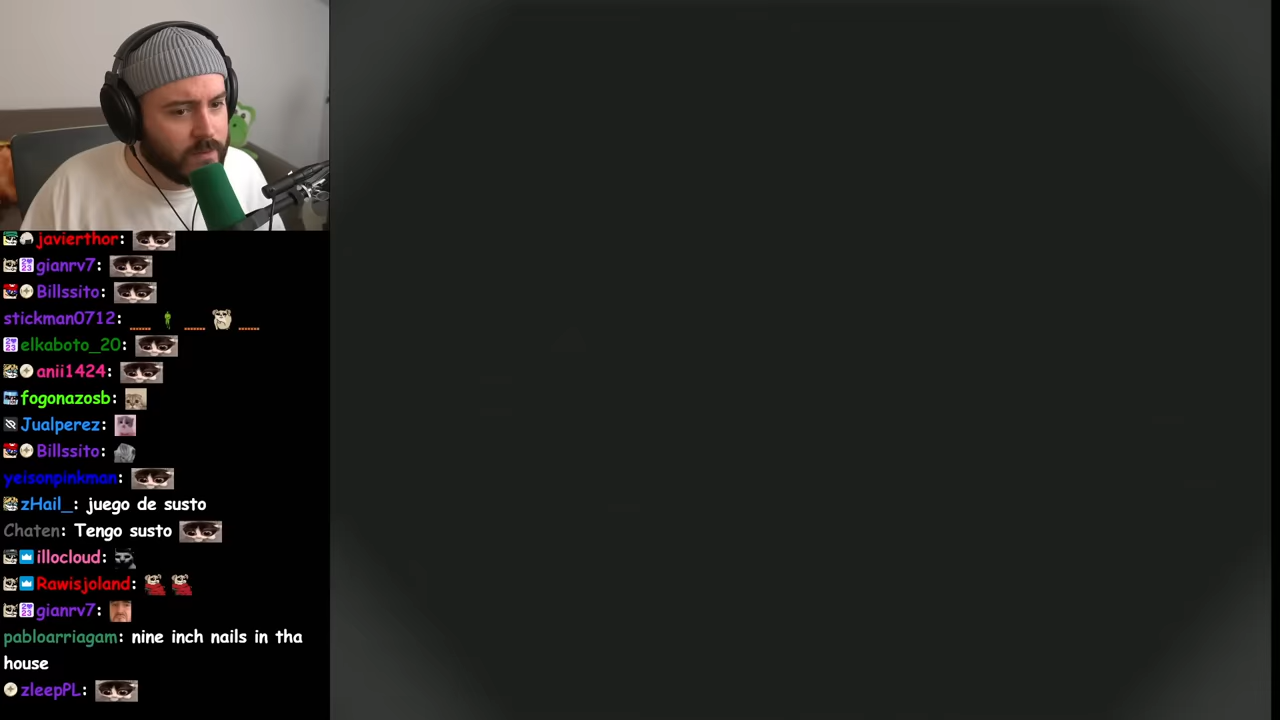 javierthor:
gianrv7:
Billssito:
stickman0712:
elkaboto_20:
anii1424:
fogonazosb:
Jualperez:
Billssito:
yeisonpinkman:
zHail_: juego de susto
Chaten: Tengo susto
illocloud:
Rawisjoland:
gianrv7:
pabloarriagam: nine inch nails in tha
house
zleepPL: